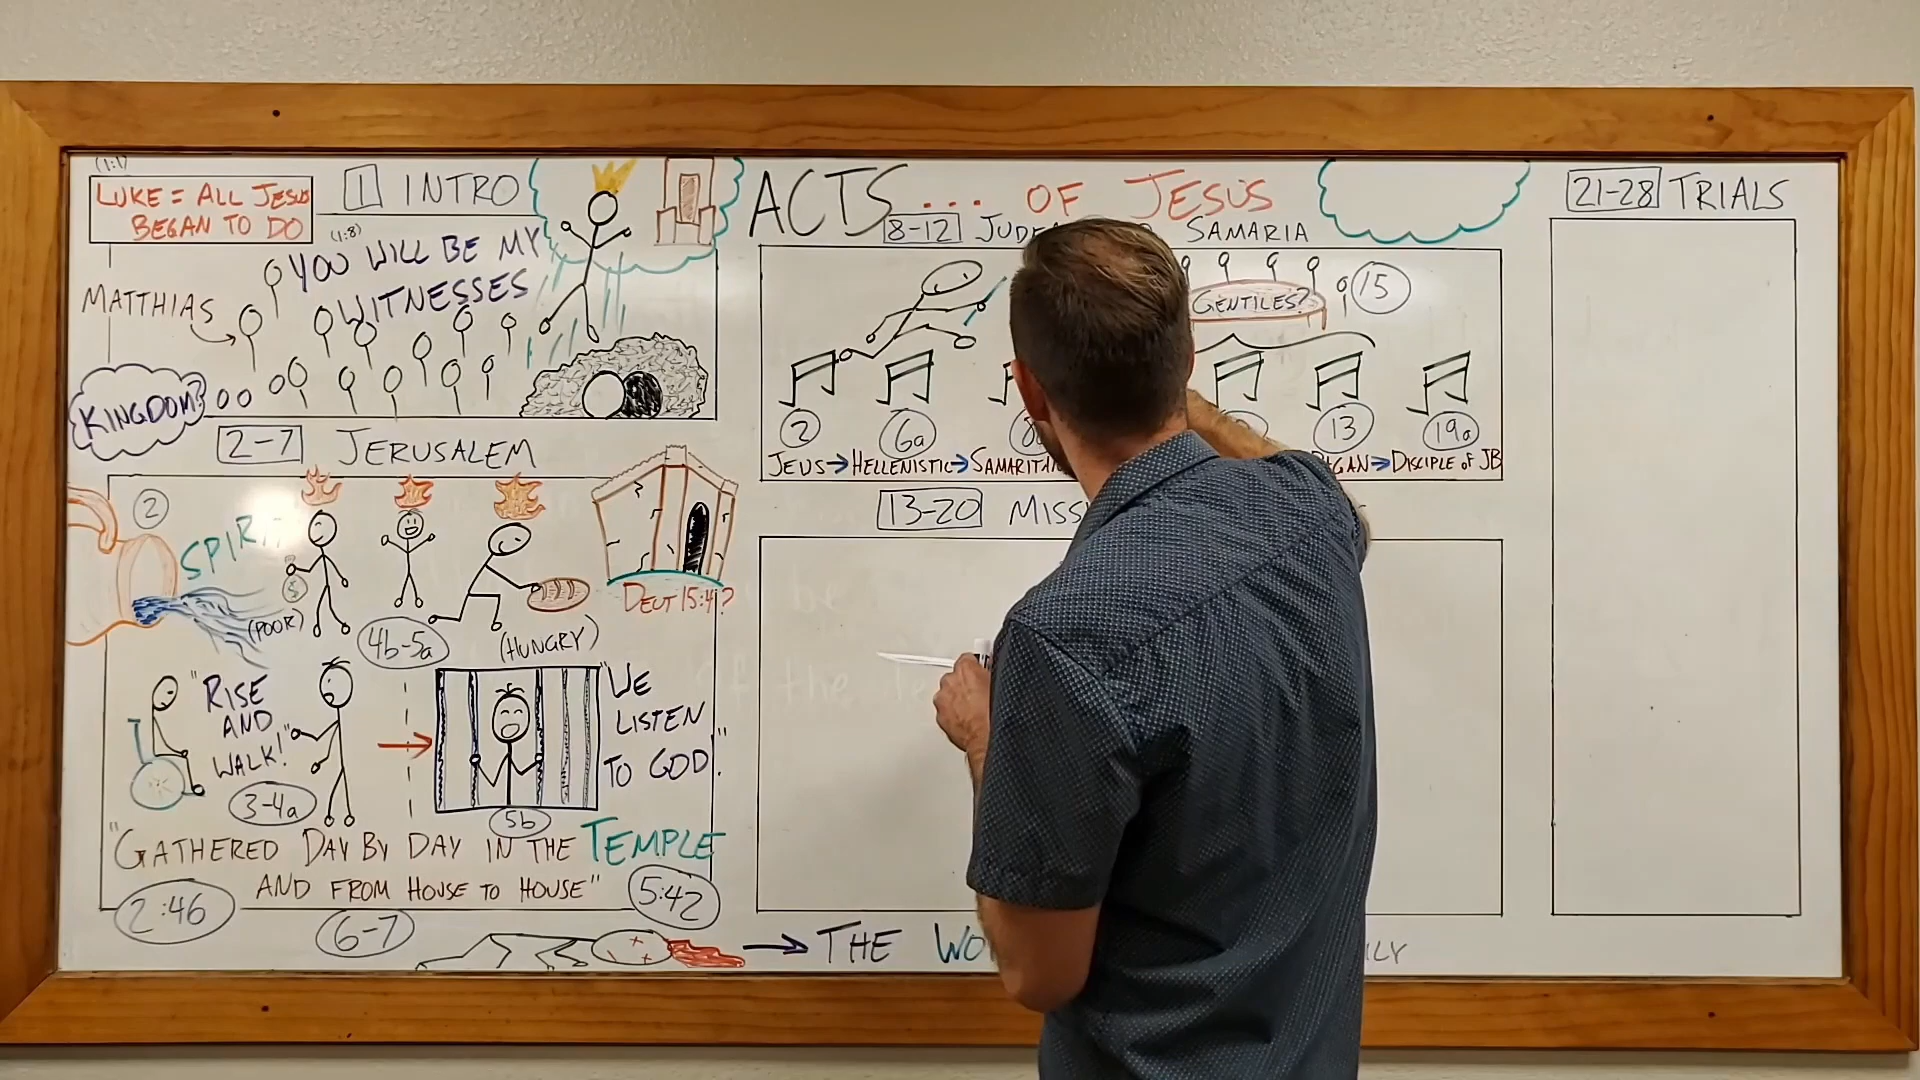 (1:1)
LUKE = ALL JESUS
BEGAN TO DO
1 INTRO
(1:8)
"YOU WILL BE MY
WITNESSES
MATTHIAS
KINGDOM?
2-7 JERUSALEM
2
SPIRIT
$
(POOR)
4b-5a
(HUNGRY)
DEUT 15:4?
"RISE
AND
WALK!"
3-4a
5b
"WE
LISTEN
TO GOD."
"GATHERED DAY BY DAY IN THE TEMPLE
AND FROM HOUSE TO HOUSE"
2:46
5:42
6-7
ACTS ... OF JESUS
8-12 SAMARIA
GENTILES?
15
2
6a
13
19a
JEUS → HELLENISTIC → → DISCIPLE OF JB
13-20
THE
21-28 TRIALS